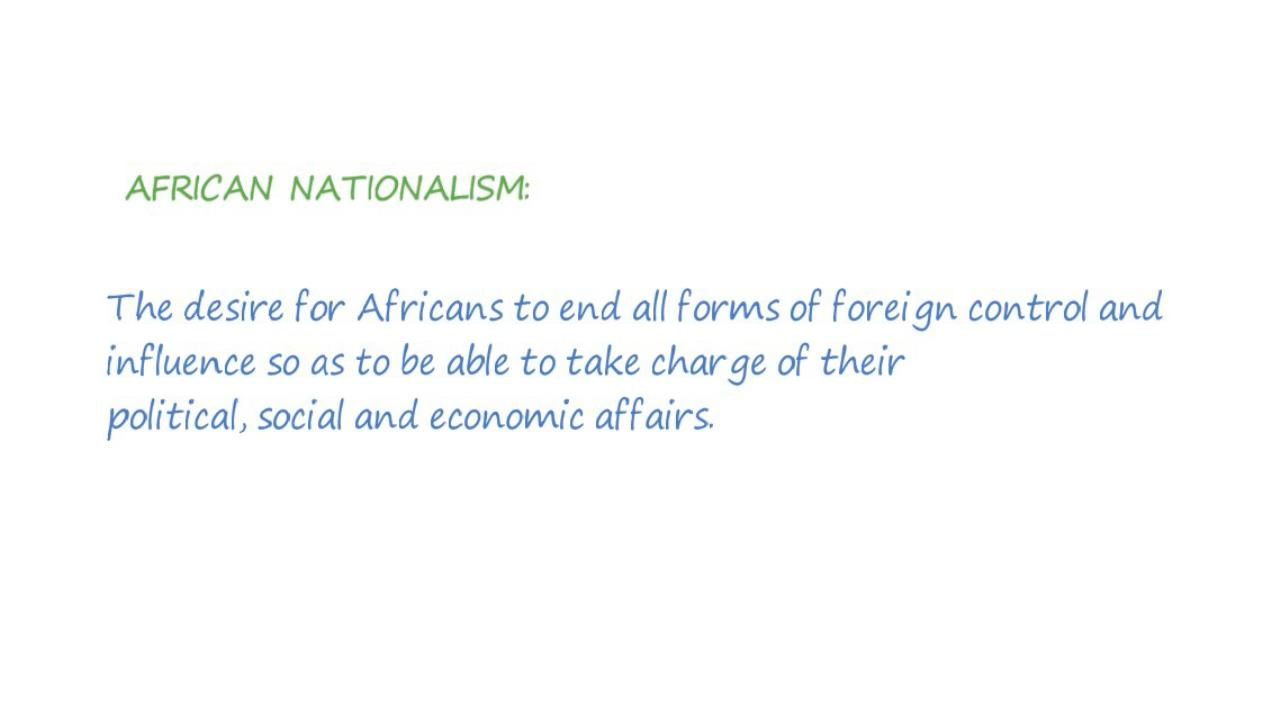 AFRICAN NATIONALISM:
The desire for Africans to end all forms of foreign control and
influence so as to be able to take charge of their
political, social and economic affairs.